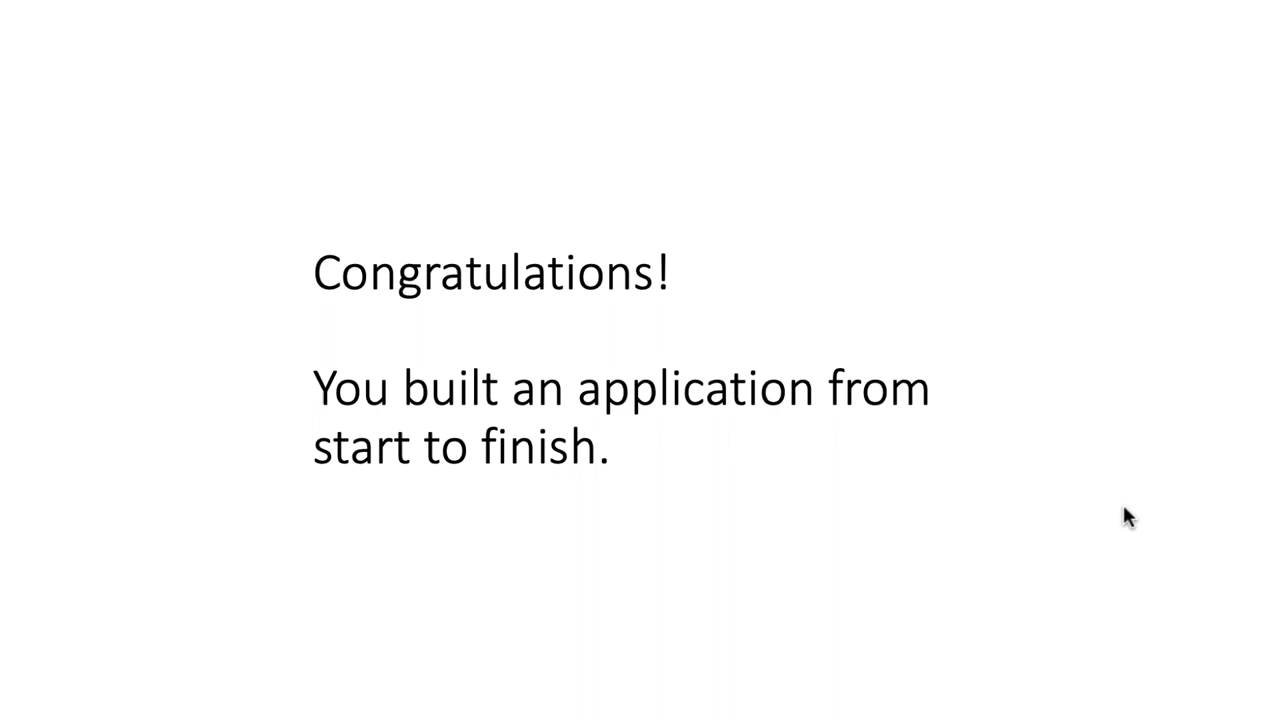 Congratulations!
You built an application from
start to finish.